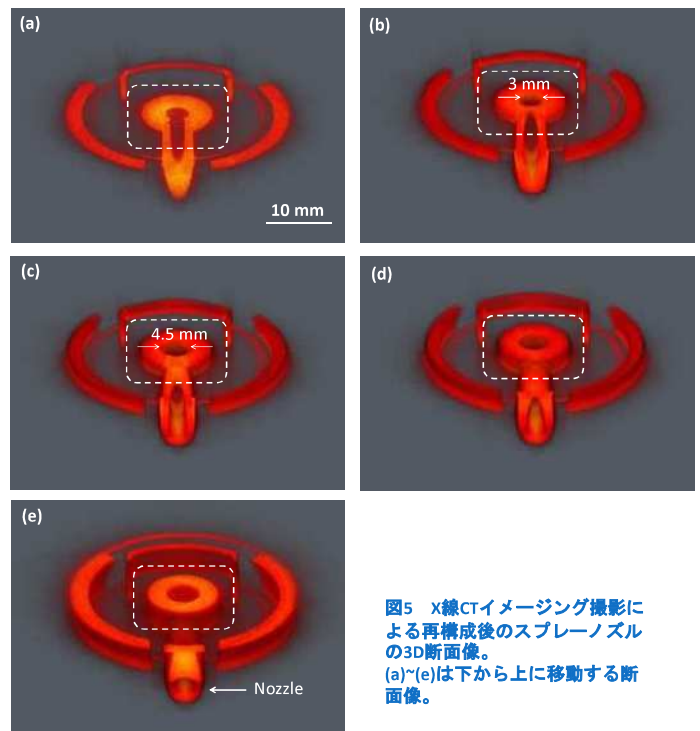 (a)
10 mm
(b)
3 mm
(c)
4.5 mm
(d)
(e)
Nozzle
図5　X線CTイメージング撮影に
よる再構成後のスプレーノズル
の3D断面像。
(a)~(e)は下から上に移動する断
面像。